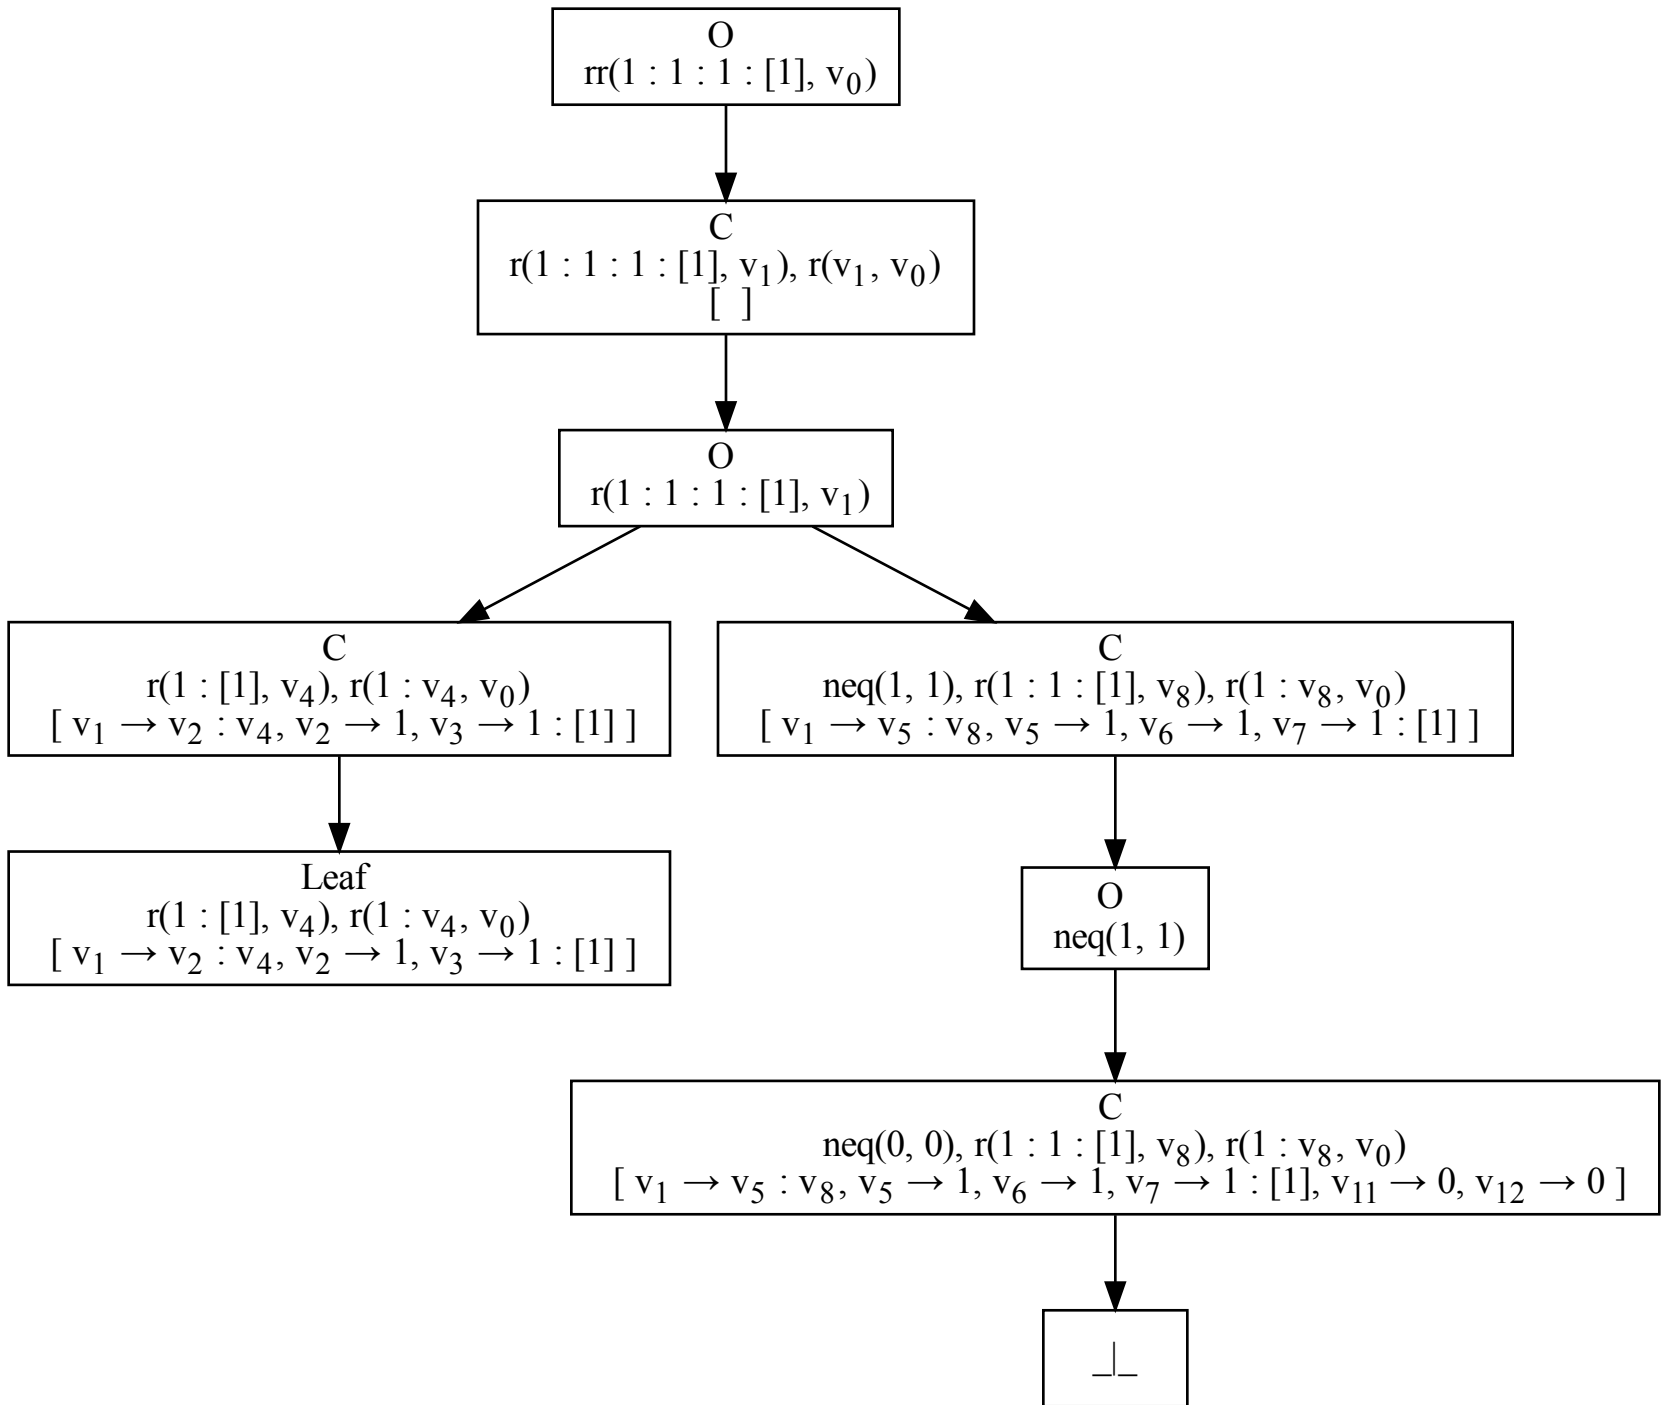 O
rr(1 : 1 : 1 : [1], v₀)
C
r(1 : 1 : 1 : [1], v₁), r(v₁, v₀)
[ ]
O
r(1 : 1 : 1 : [1], v₁)
C
r(1 : [1], v₄), r(1 : v₄, v₀)
[ v₁ → v₂ : v₄, v₂ → 1, v₃ → 1 : [1] ]
C
neq(1, 1), r(1 : 1 : [1], v₈), r(1 : v₈, v₀)
[ v₁ → v₅ : v₈, v₅ → 1, v₆ → 1, v₇ → 1 : [1] ]
Leaf
r(1 : [1], v₄), r(1 : v₄, v₀)
[ v₁ → v₂ : v₄, v₂ → 1, v₃ → 1 : [1] ]
O
neq(1, 1)
C
neq(0, 0), r(1 : 1 : [1], v₈), r(1 : v₈, v₀)
[ v₁ → v₅ : v₈, v₅ → 1, v₆ → 1, v₇ → 1 : [1], v₁₁ → 0, v₁₂ → 0 ]
_|_